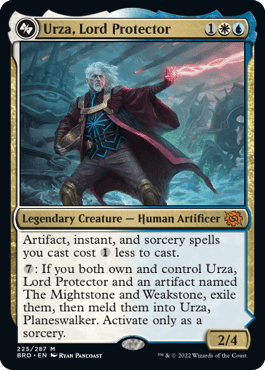 Urza, Lord Protector 1
Legendary Creature — Human Artificer
Artifact, instant, and sorcery spells
you cast cost 1 less to cast.
7: If you both own and control Urza,
Lord Protector and an artifact named
The Mightstone and Weakstone, exile
them, then meld them into Urza,
Planeswalker. Activate only as a
sorcery.
2/4
225/287 M
BRO • EN Ryan Pancoast
™ & © 2022 Wizards of the Coast